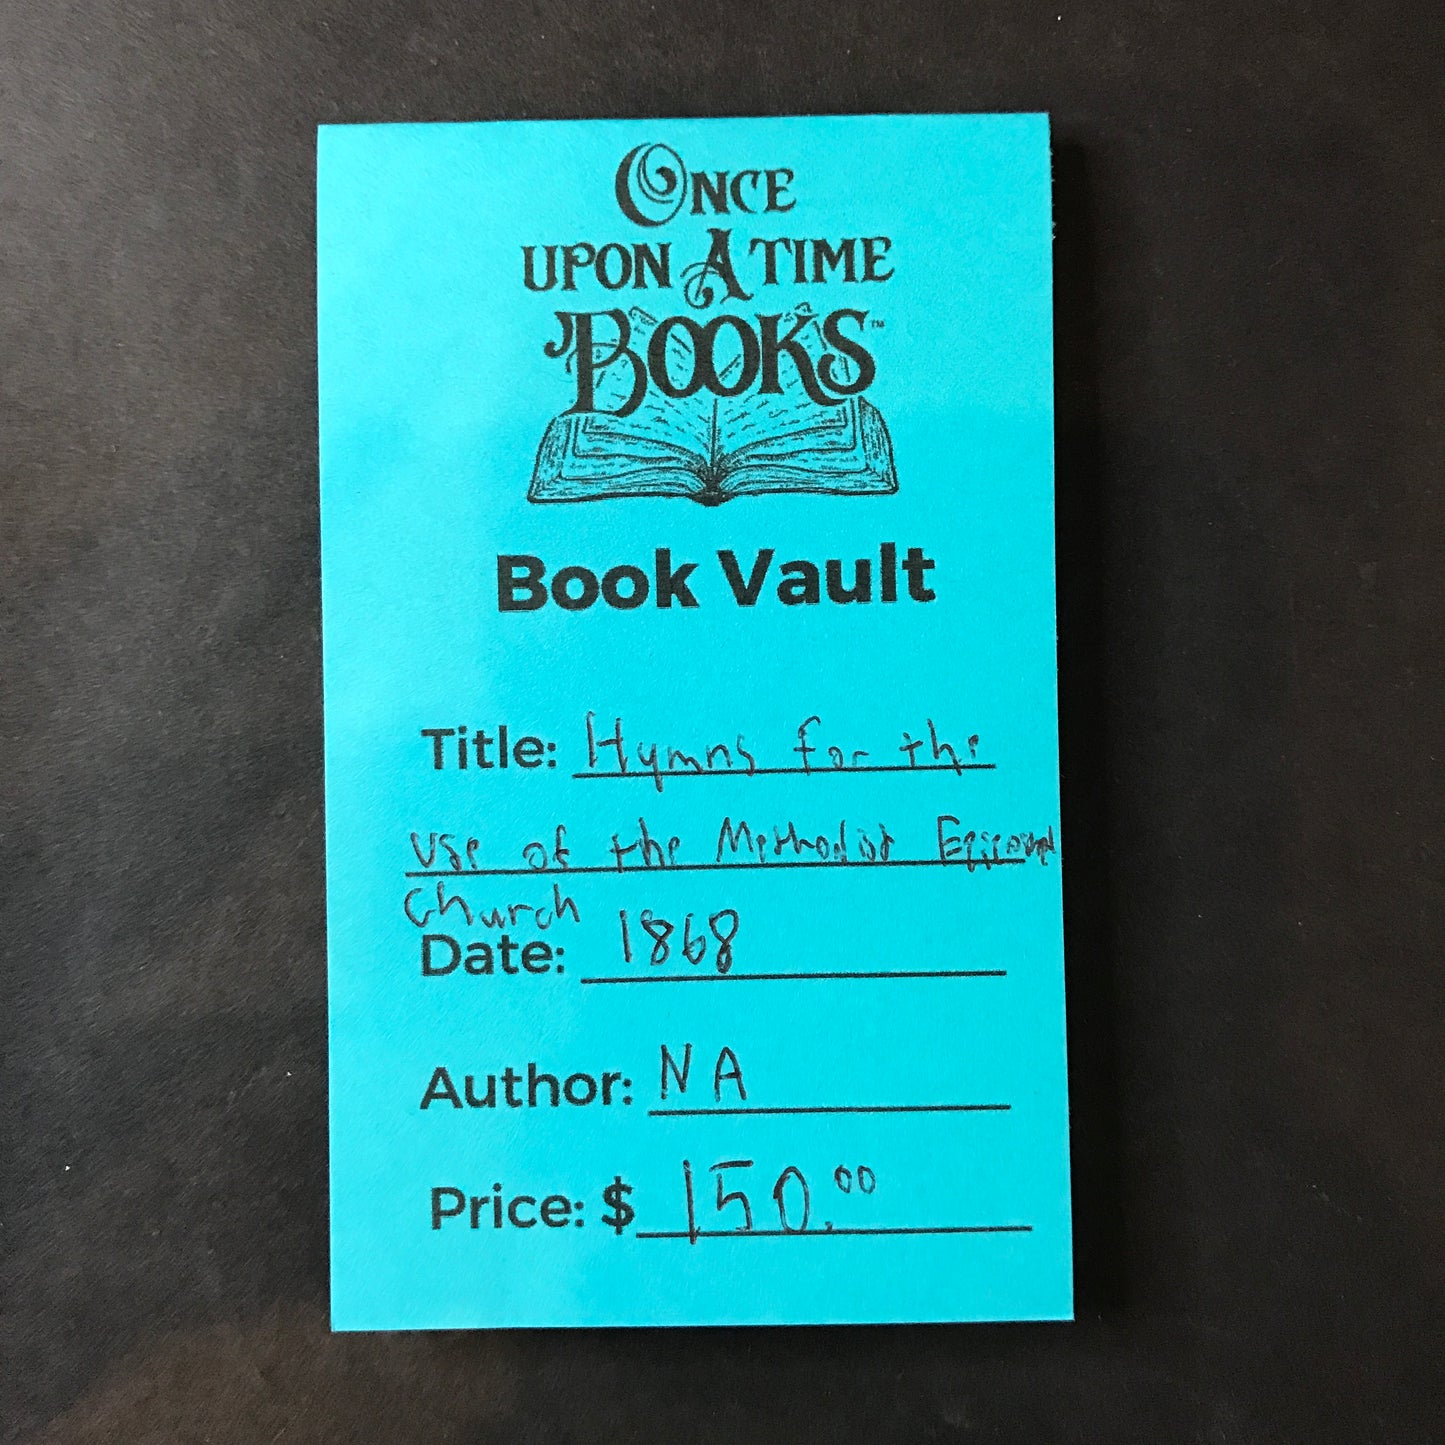 ONCE
UPON A TIME
BOOKS™
Book Vault
Title: Hymns for the
Use of the Methodist Episcopal
Church
Date: 1868
Author: NA
Price: $ 150.00